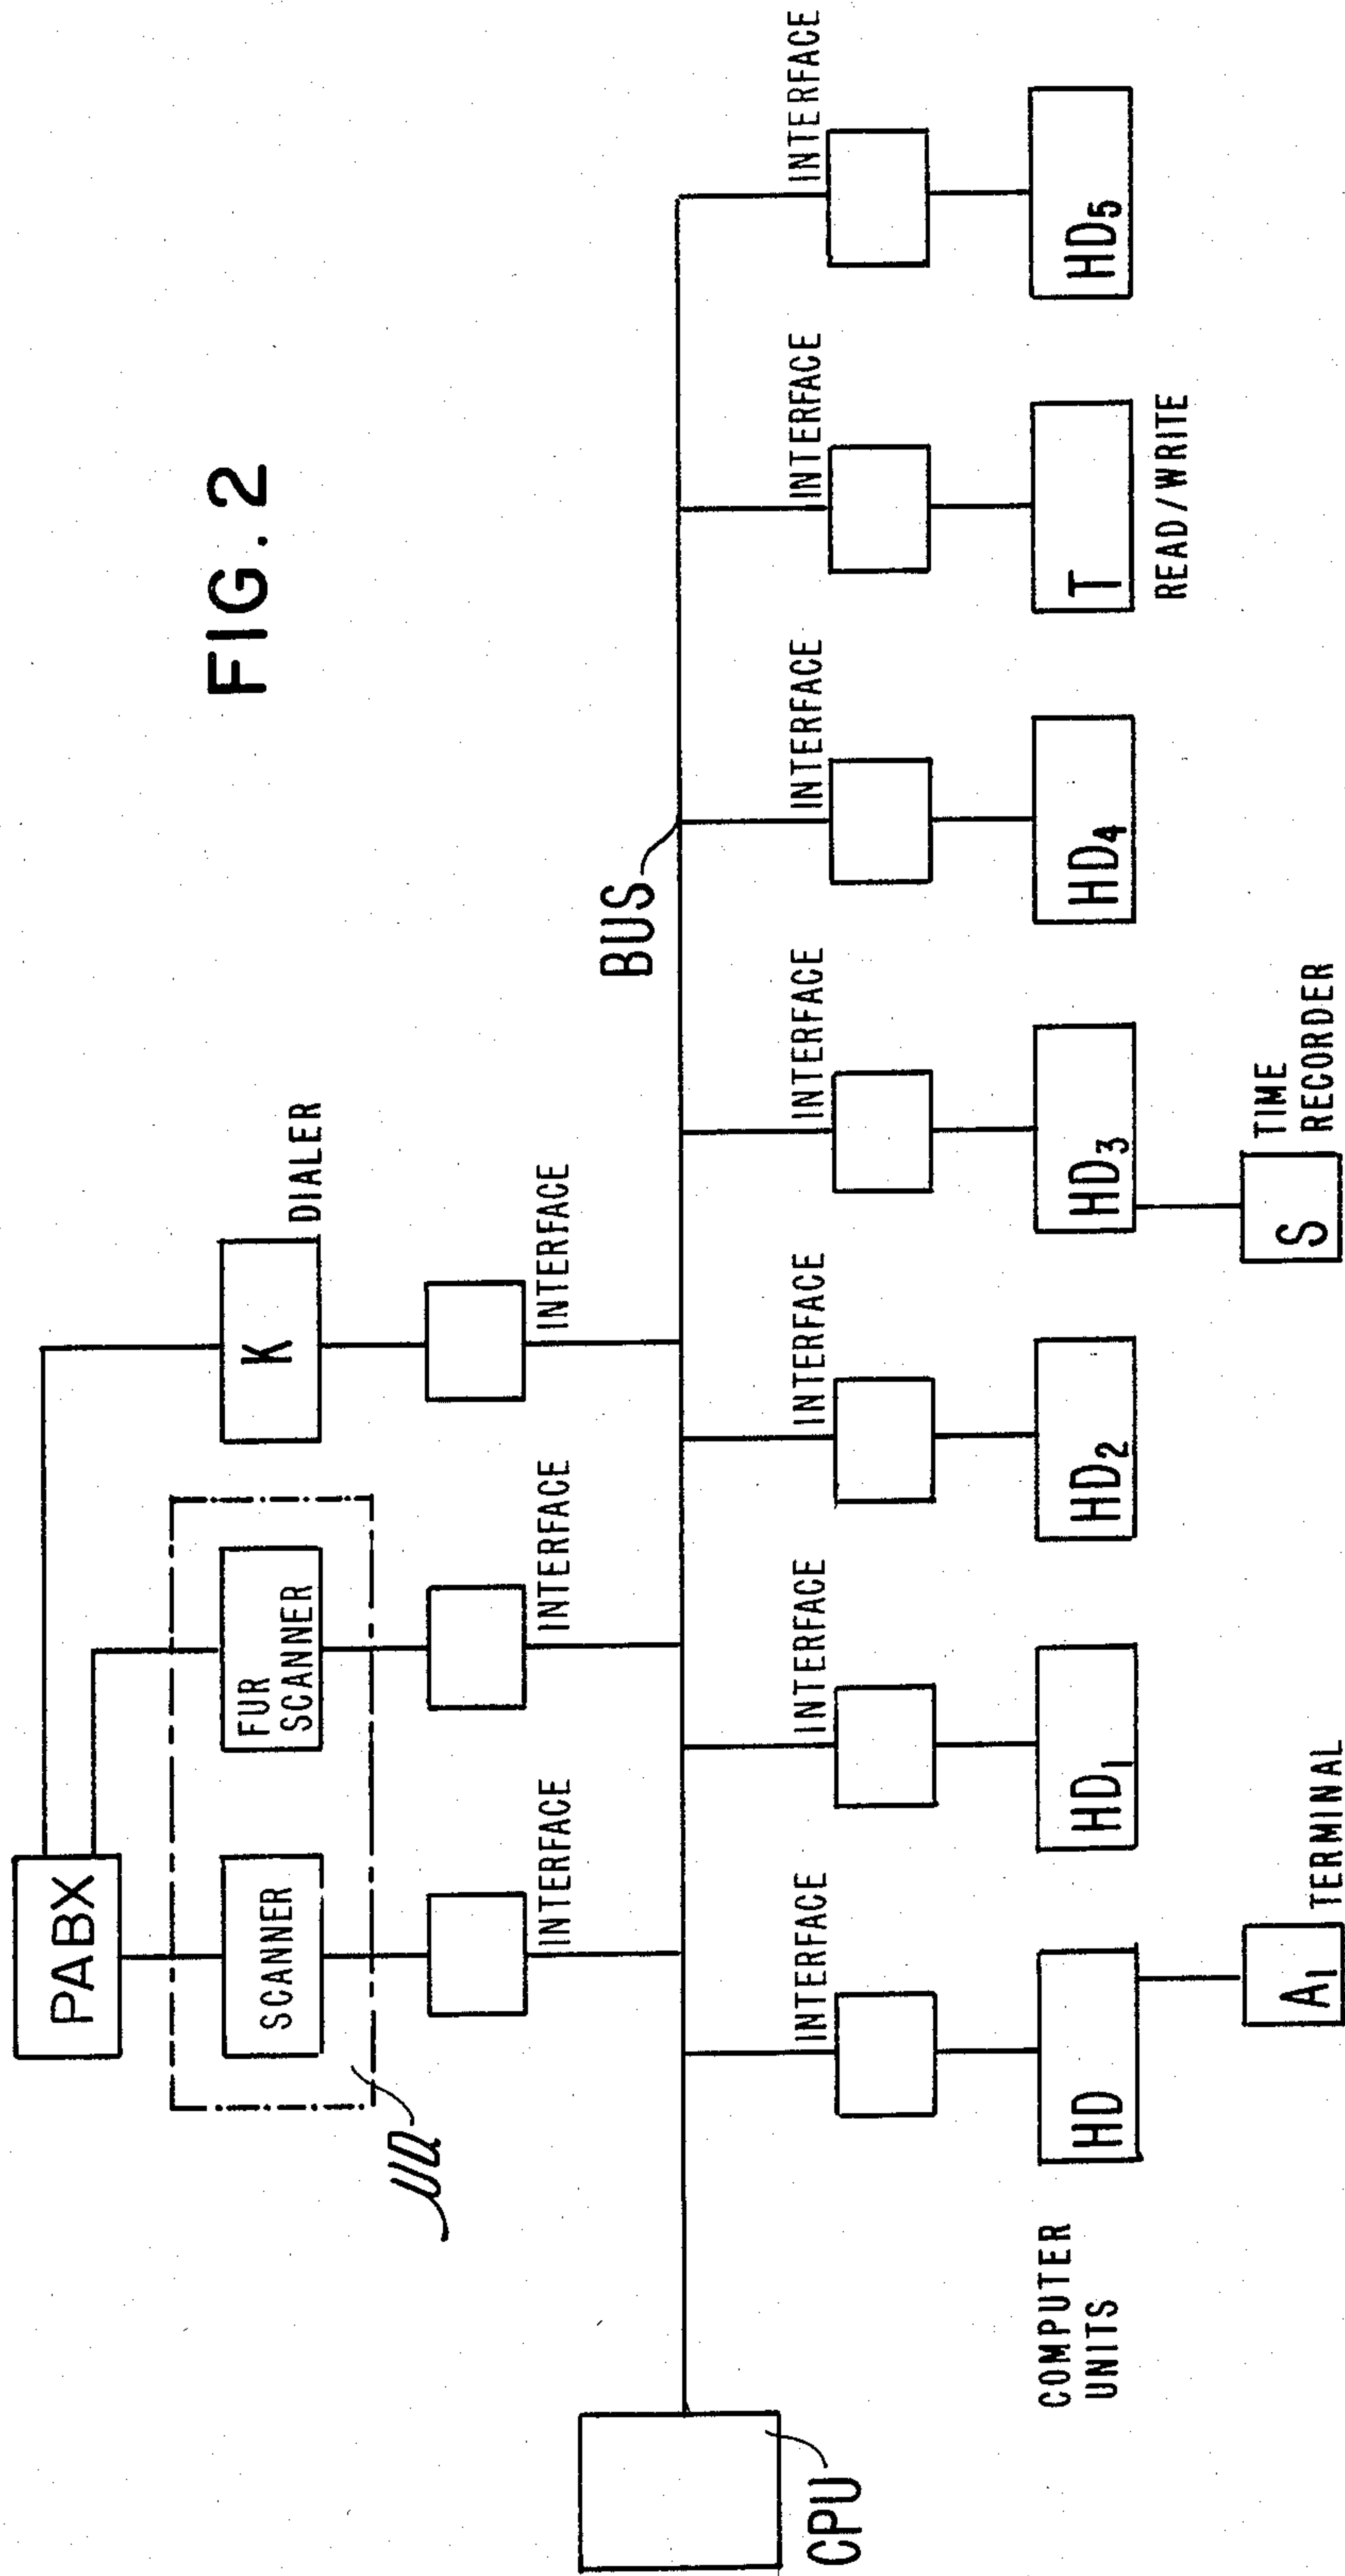 FIG. 2
PABX
SCANNER
FUR
SCANNER
K
DIALER
INTERFACE
INTERFACE
INTERFACE
BUS
CPU
INTERFACE
INTERFACE
INTERFACE
INTERFACE
INTERFACE
INTERFACE
INTERFACE
COMPUTER
UNITS
HD
HD1
HD2
HD3
HD4
T
HD5
READ/WRITE
A1
TERMINAL
S
TIME
RECORDER